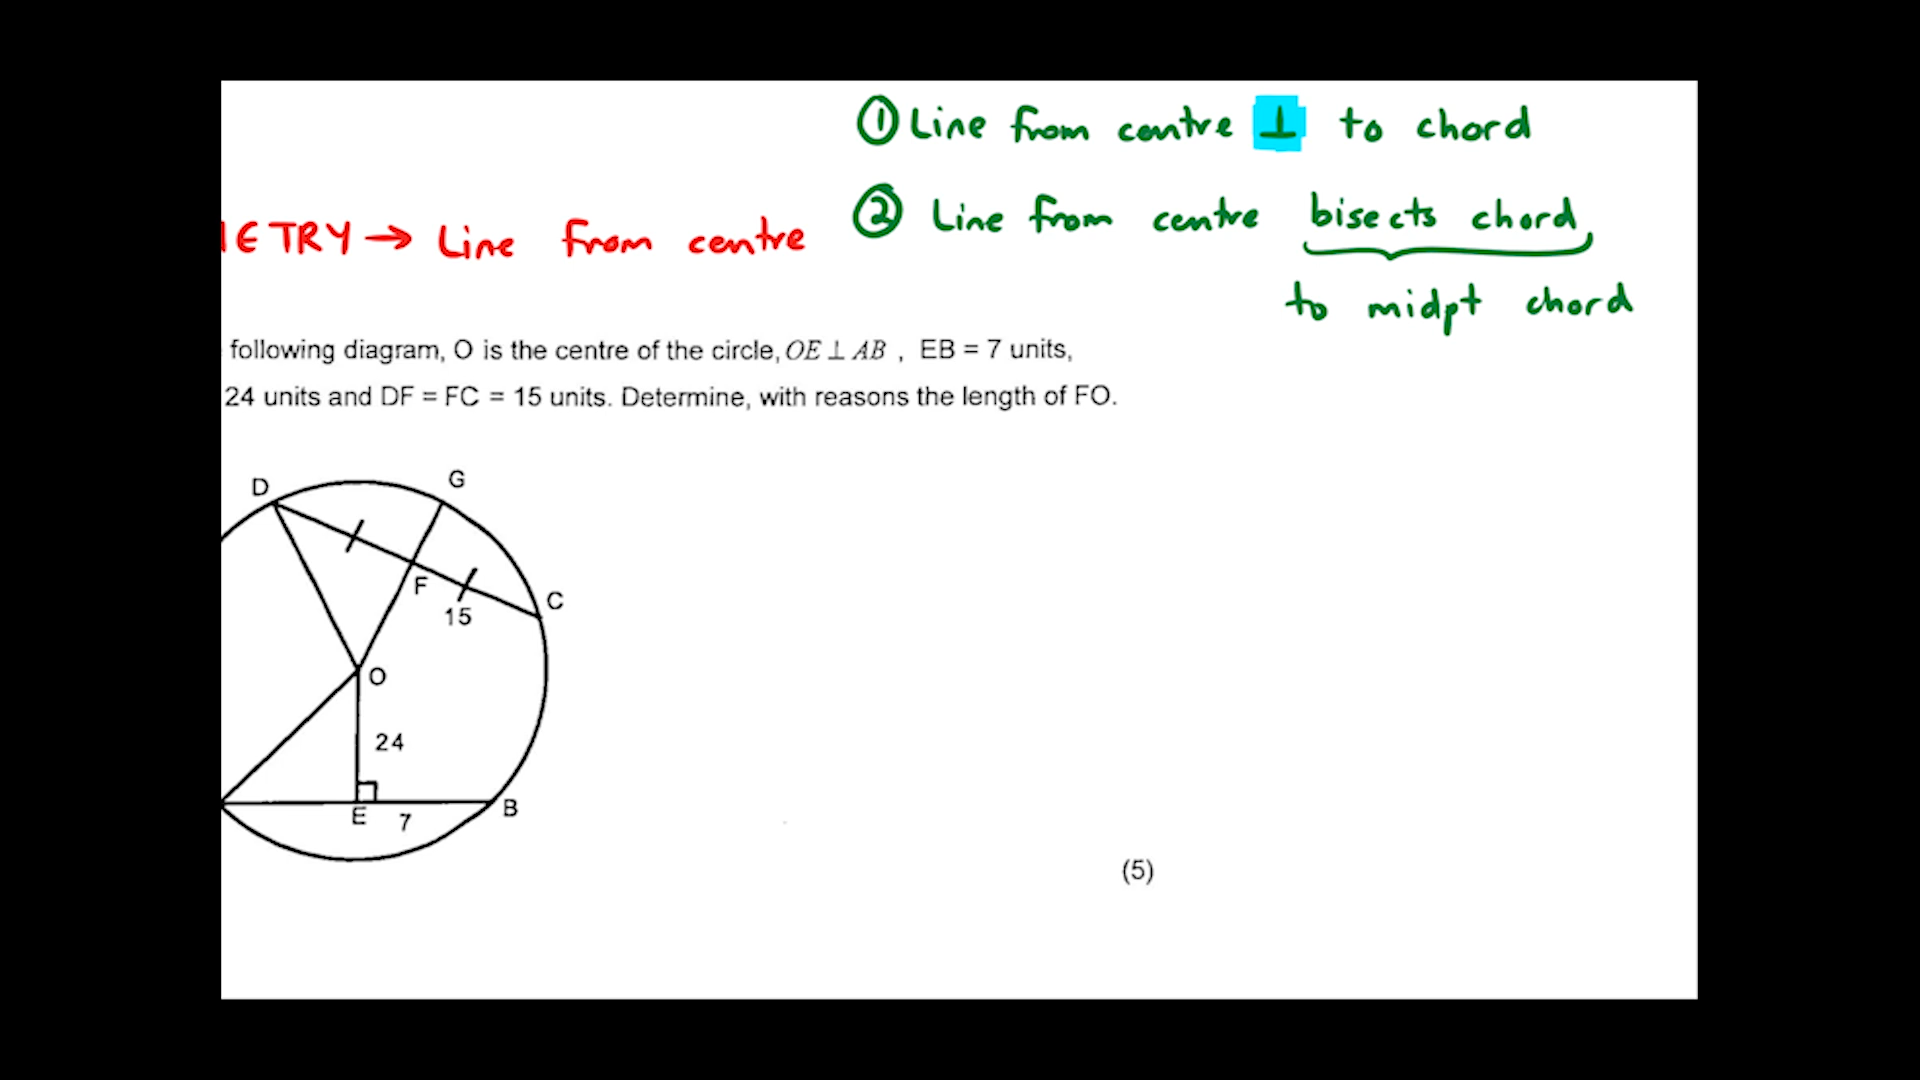 ① Line from centre ⊥ to chord
② Line from centre bisects chord
to midpt chord
ETRY → Line from centre
following diagram, O is the centre of the circle, OE ⊥ AB , EB = 7 units,
24 units and DF = FC = 15 units. Determine, with reasons the length of FO.
D
G
F
C
15
O
24
E
7
B
(5)